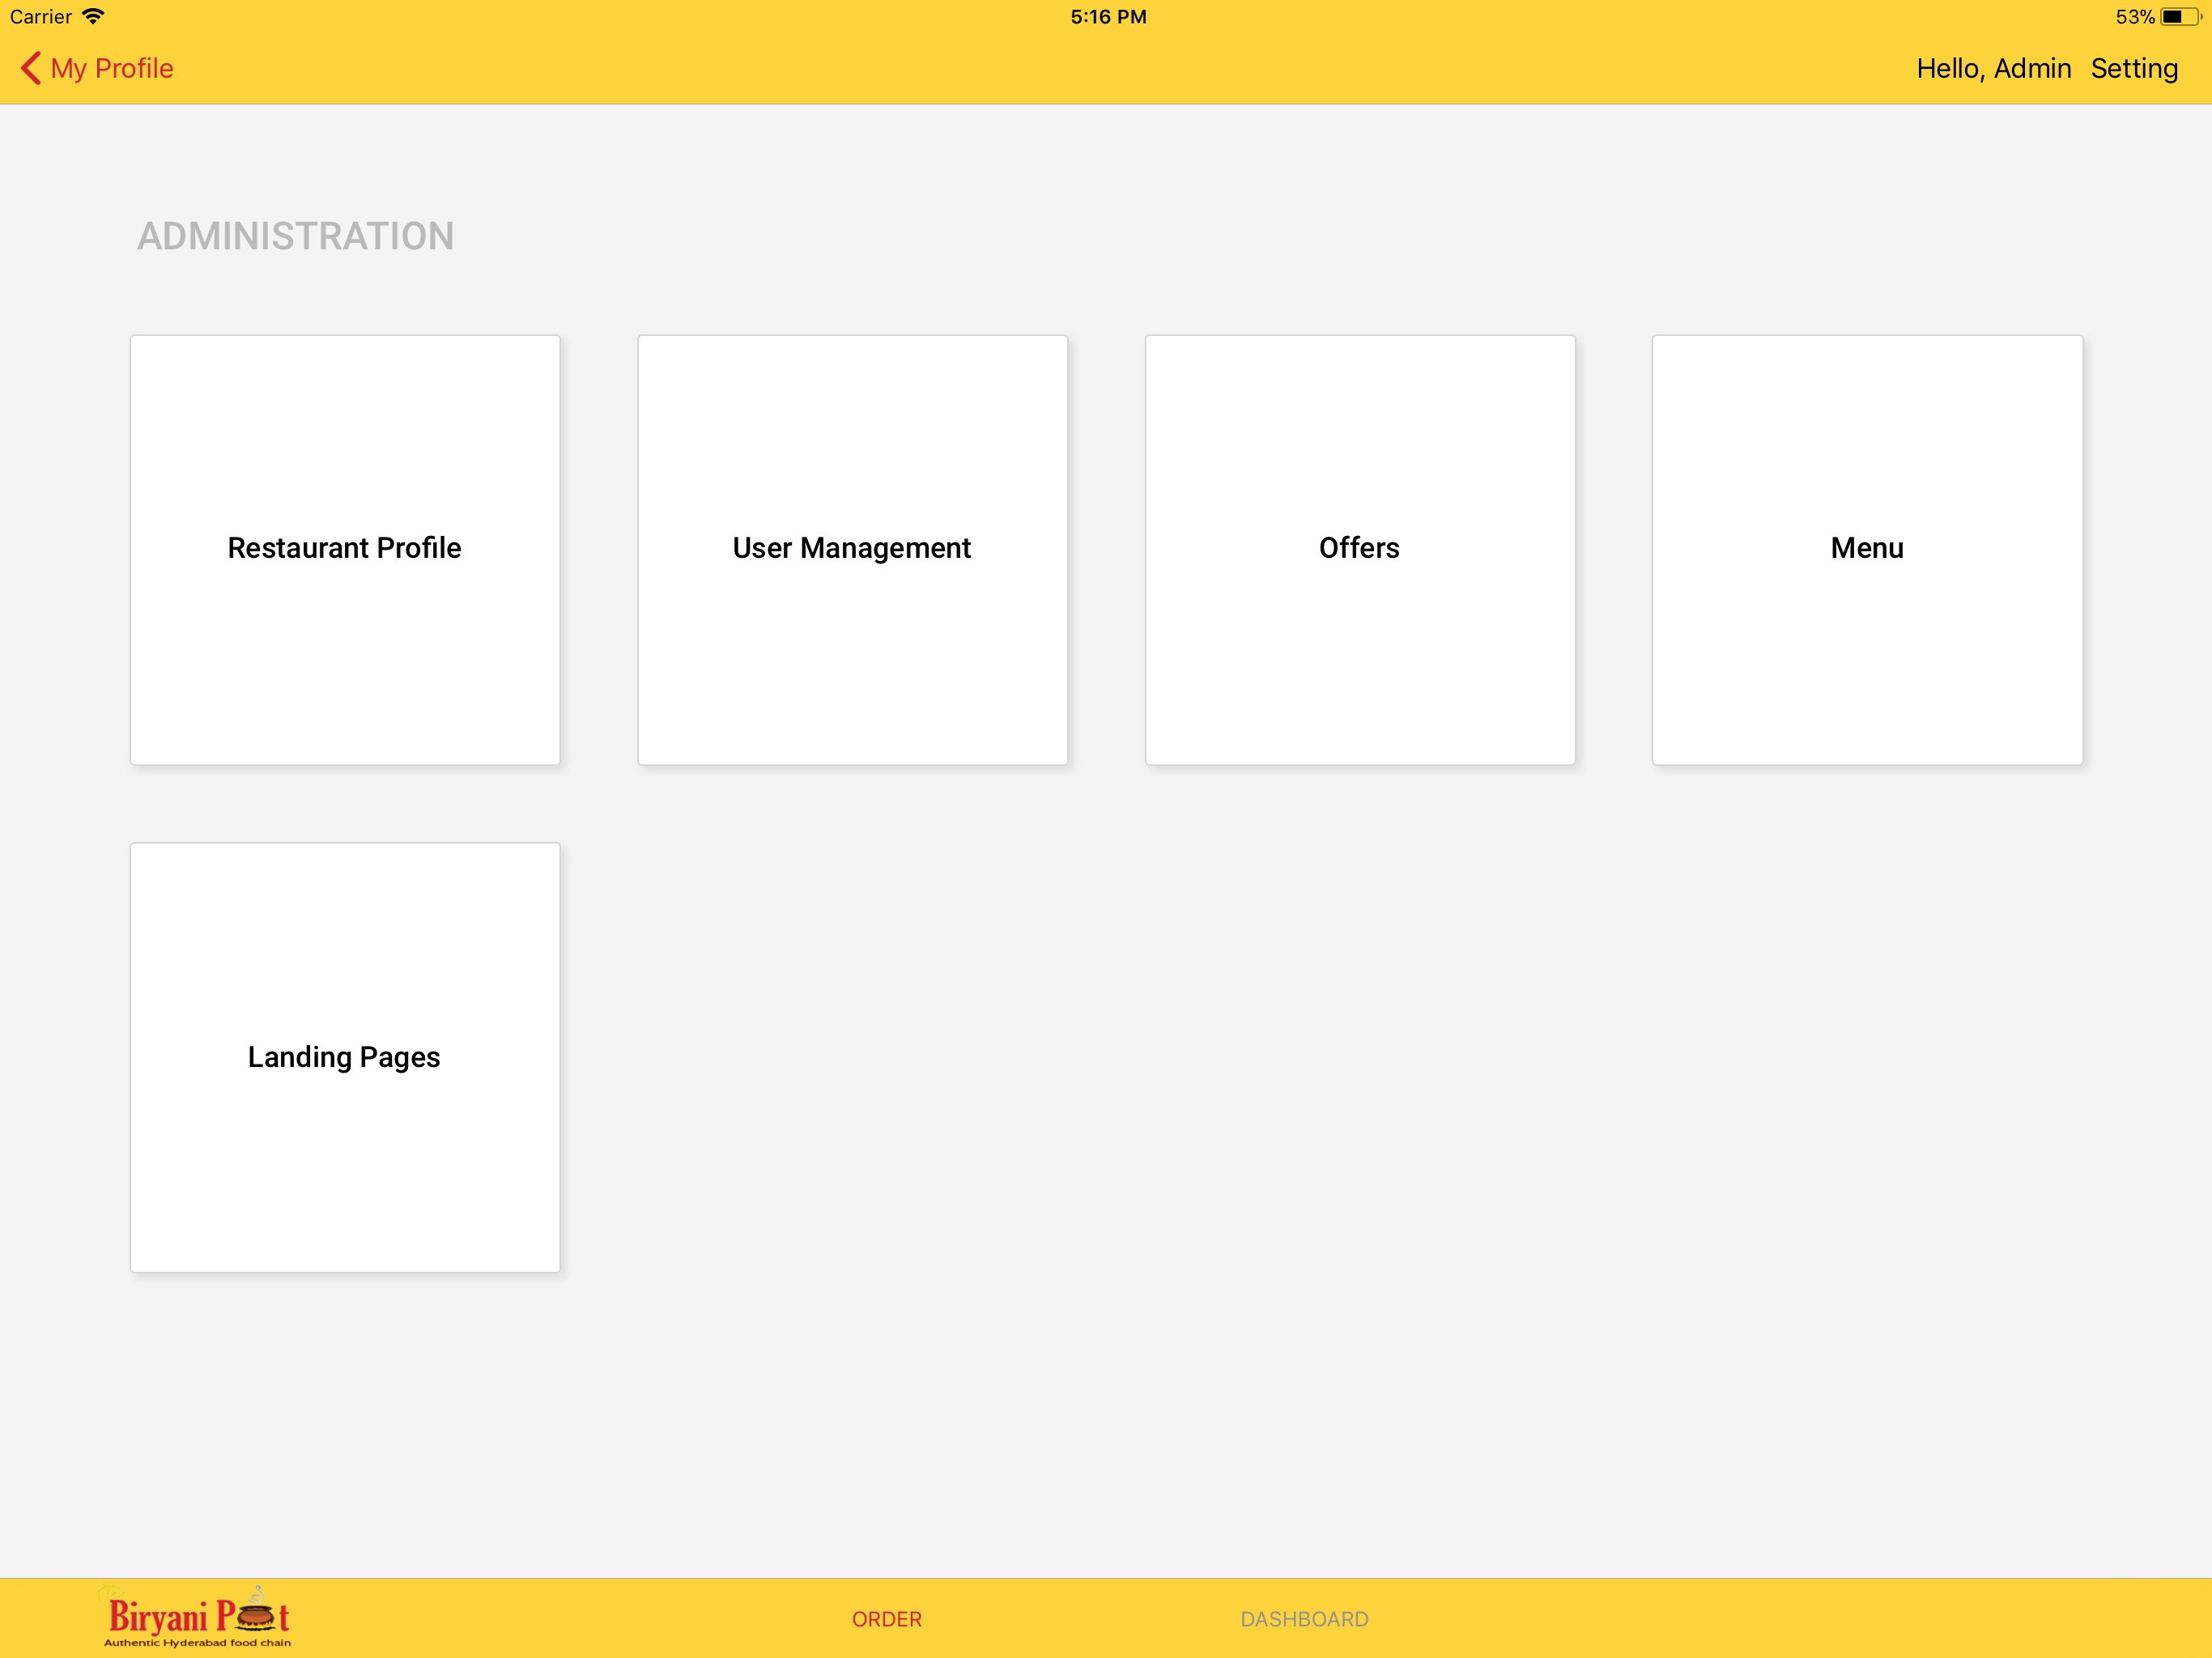 Carrier 5:16 PM 53%
My Profile Hello, Admin Setting
ADMINISTRATION
Restaurant Profile
User Management
Offers
Menu
Landing Pages
Biryani Pot
Authentic Hyderabad food chain
ORDER
DASHBOARD